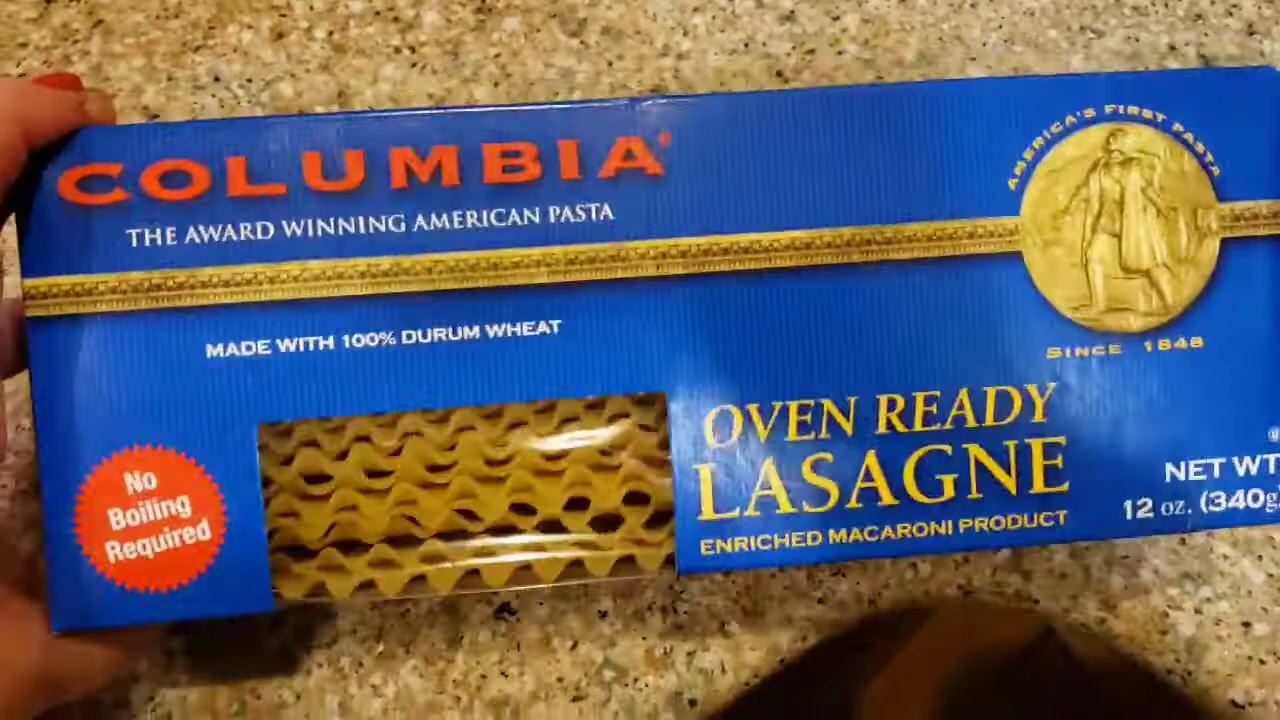 COLUMBIA
THE AWARD WINNING AMERICAN PASTA
AMERICA'S FIRST PASTA
SINCE 1848
MADE WITH 100% DURUM WHEAT
No
Boiling
Required
OVEN READY
LASAGNE
ENRICHED MACARONI PRODUCT
NET WT
12 oz. (340g